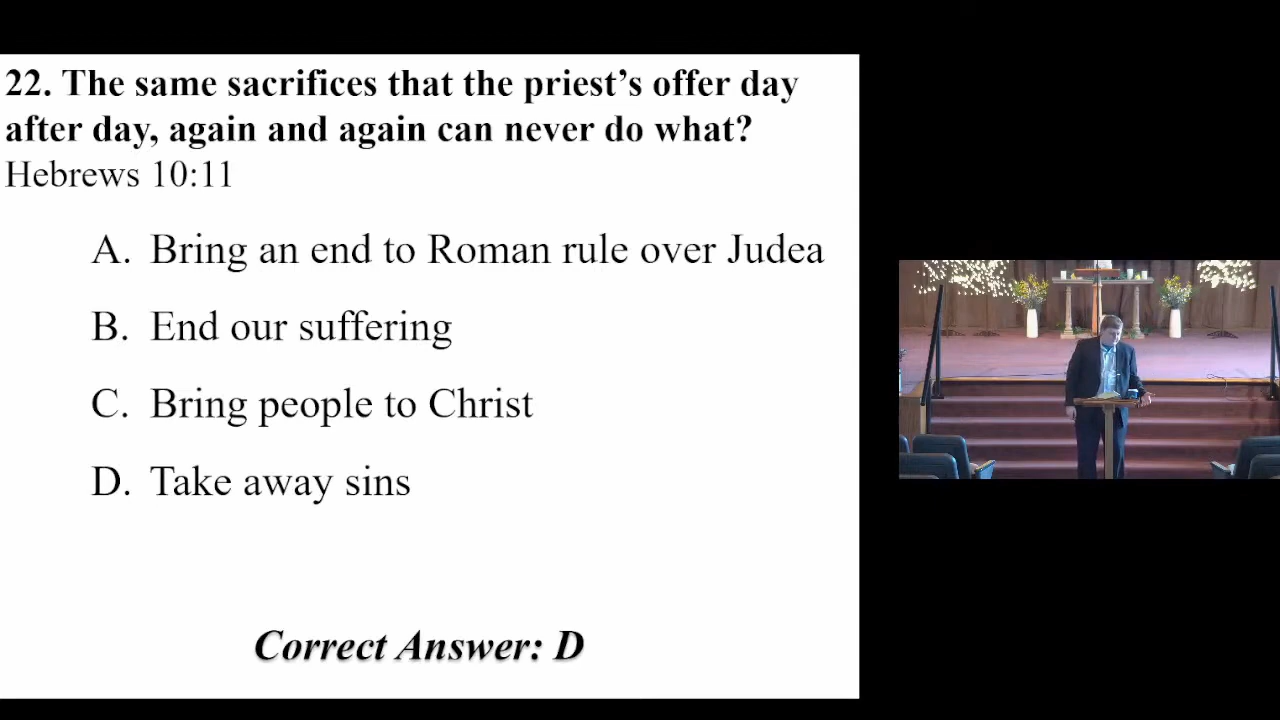 22. The same sacrifices that the priest’s offer day
after day, again and again can never do what?
Hebrews 10:11
A. Bring an end to Roman rule over Judea
B. End our suffering
C. Bring people to Christ
D. Take away sins
Correct Answer: D